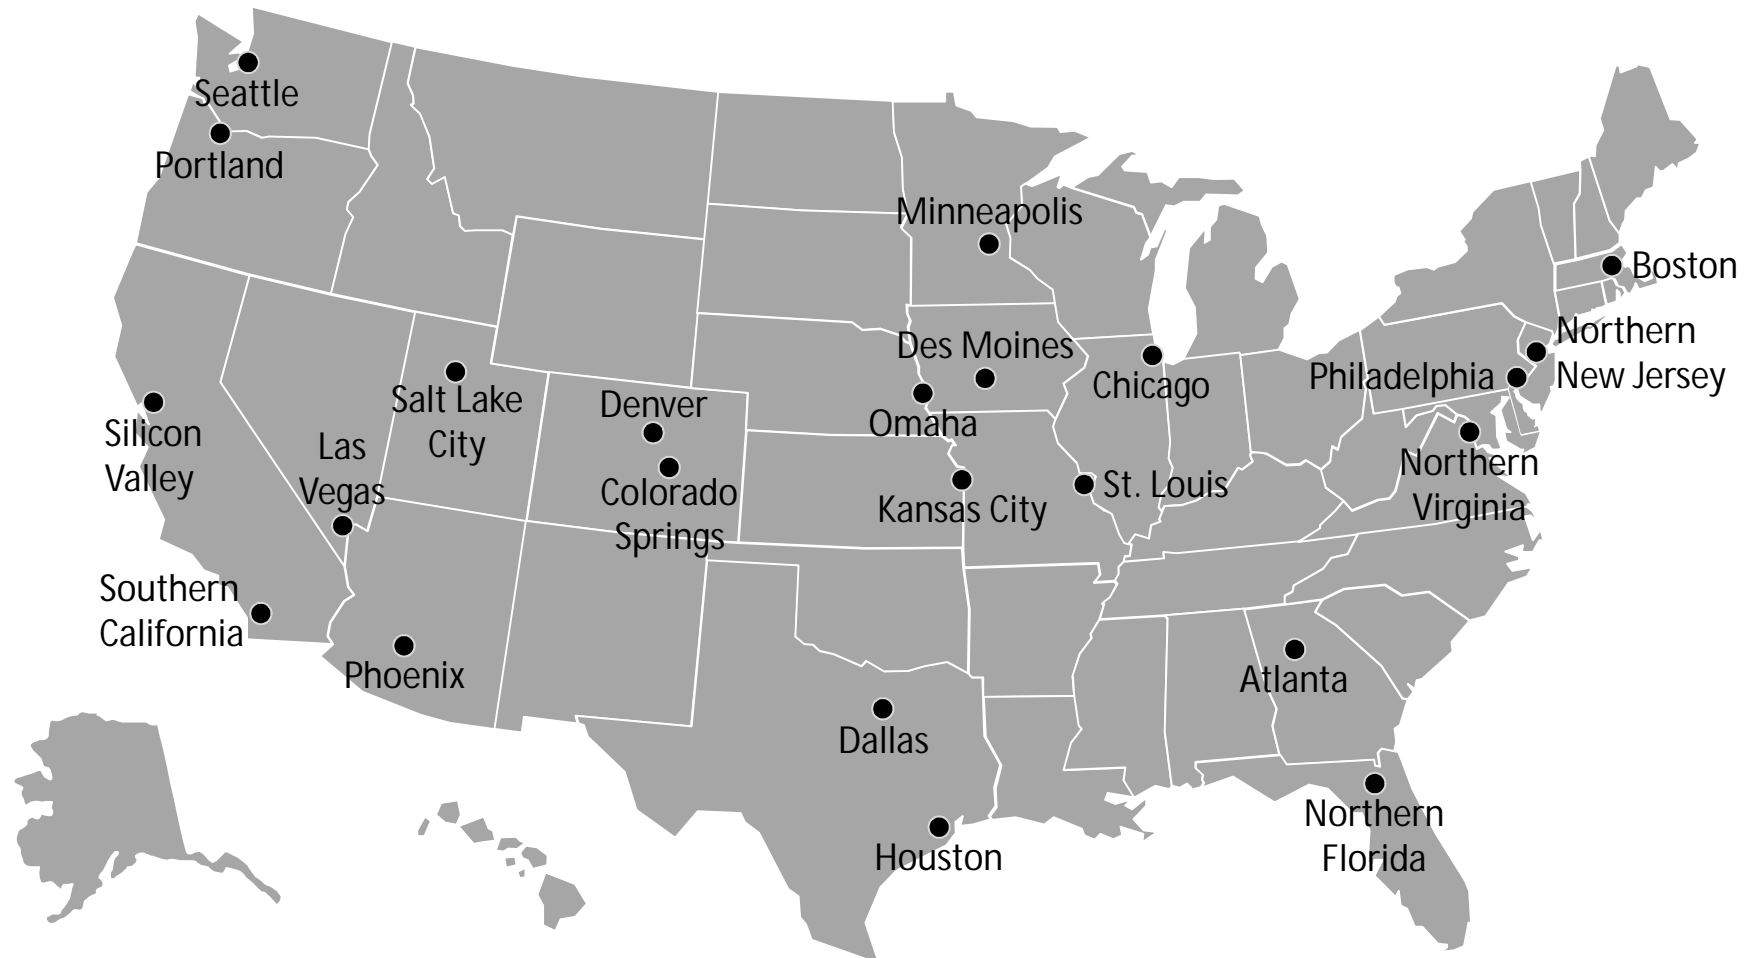 Seattle
Portland
Minneapolis
Boston
Northern
New Jersey
Des Moines
Philadelphia
Chicago
Salt Lake
City
Denver
Omaha
Silicon
Valley
Las
Vegas
Colorado
Springs
Kansas City
St. Louis
Northern
Virginia
Southern
California
Phoenix
Atlanta
Dallas
Northern
Florida
Houston